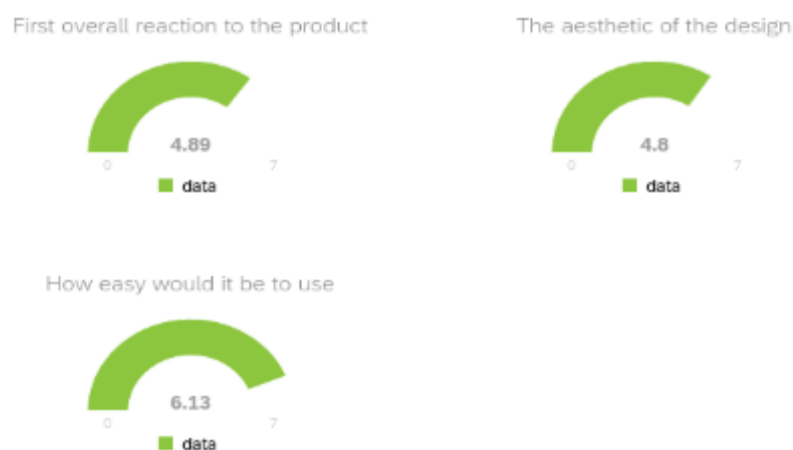 First overall reaction to the product
4.89
0 7
data
The aesthetic of the design
4.8
0 7
data
How easy would it be to use
6.13
0 7
data